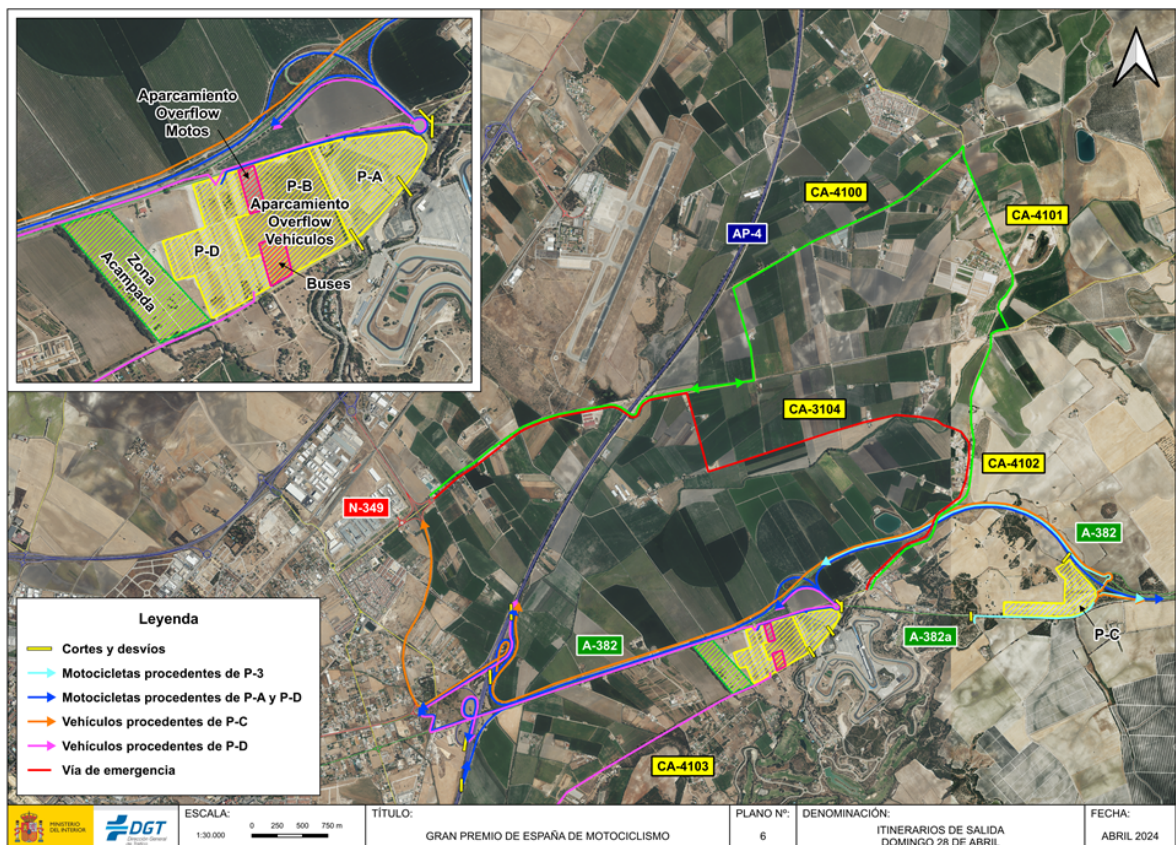 Aparcamiento
Overflow
Motos
P-A
P-B
Aparcamiento
Overflow
Vehículos
P-D
Buses
Zona
Acampada
CA-4100
CA-4101
AP-4
CA-3104
CA-4102
N-349
A-382
A-382
A-382a
P-C
CA-4103
Leyenda
Cortes y desvíos
Motocicletas procedentes de P-3
Motocicletas procedentes de P-A y P-D
Vehículos procedentes de P-C
Vehículos procedentes de P-D
Vía de emergencia
MINISTERIO
DEL INTERIOR
DGT
Dirección General
de Tráfico
ESCALA:
1:30.000
0 250 500 750 m
TÍTULO:
GRAN PREMIO DE ESPAÑA DE MOTOCICLISMO
PLANO Nº:
6
DENOMINACIÓN:
ITINERARIOS DE SALIDA
DOMINGO 28 DE ABRIL
FECHA:
ABRIL 2024